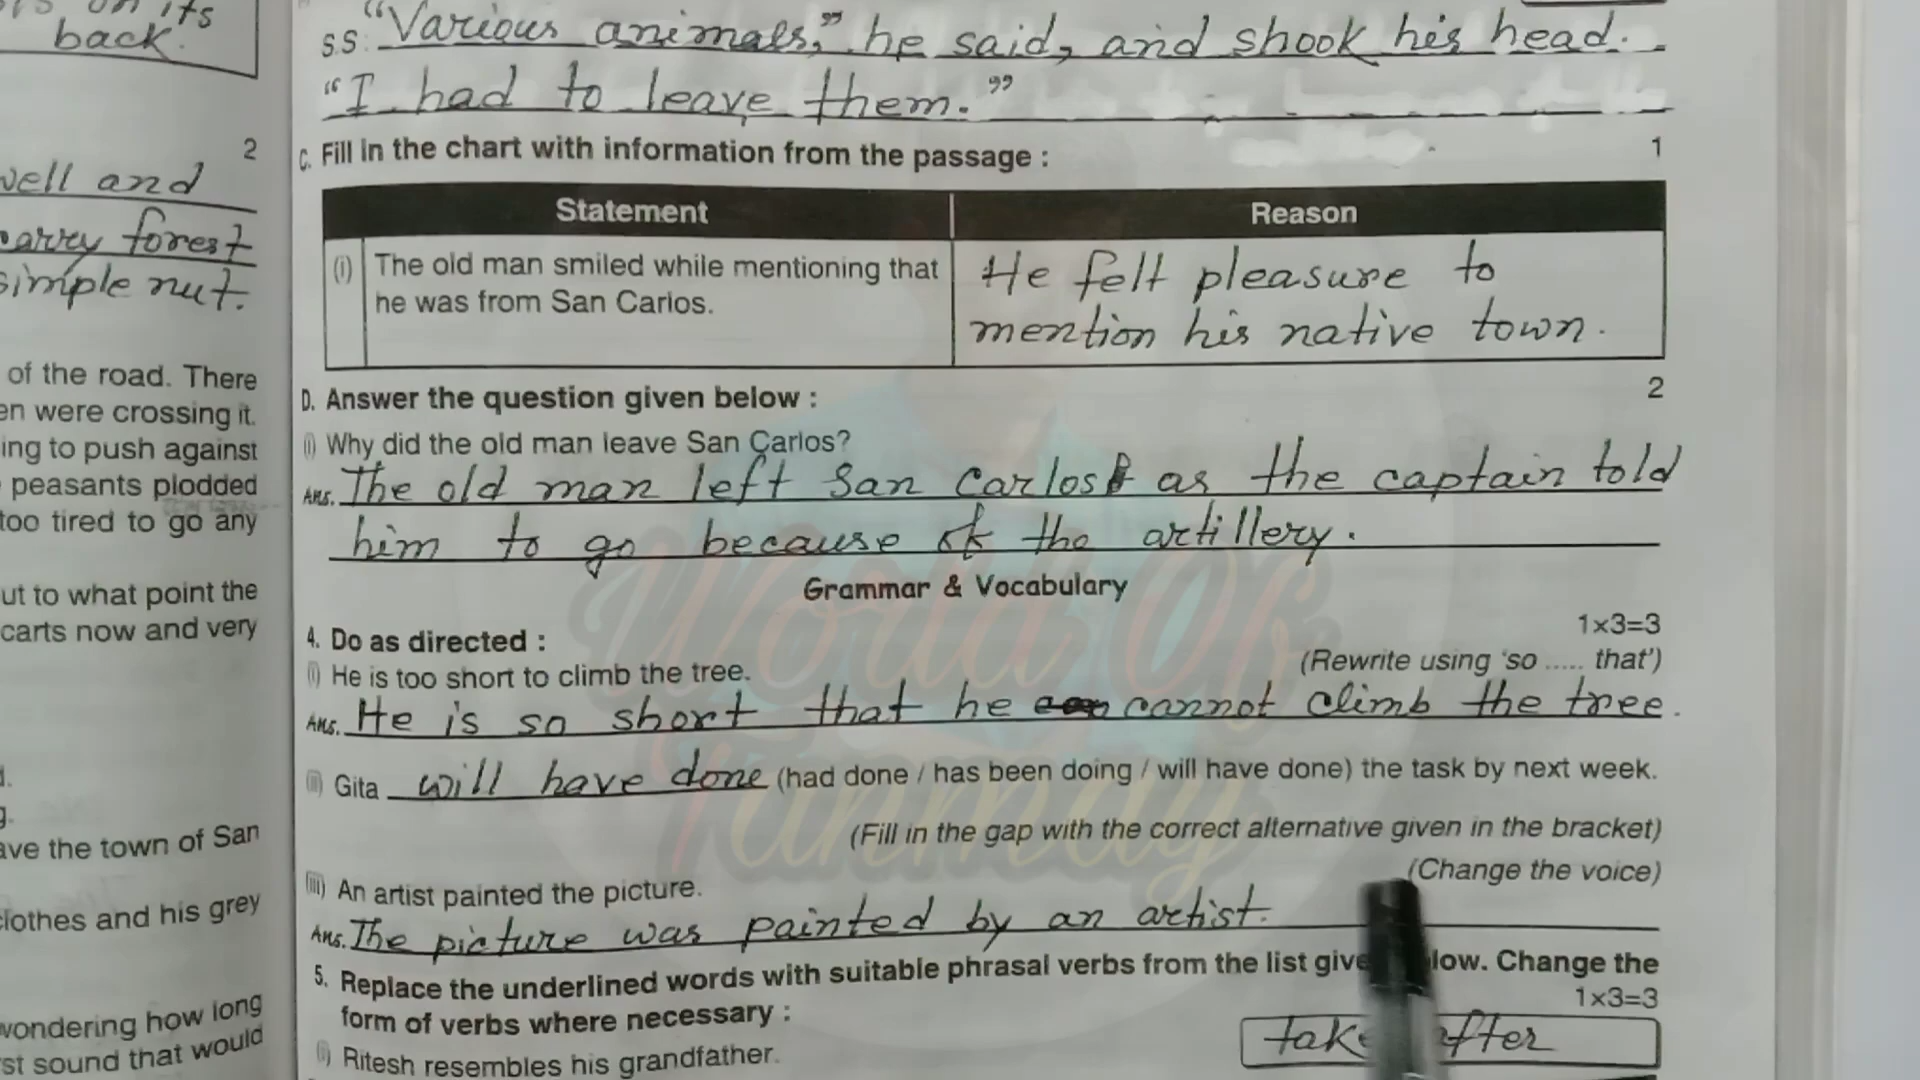 on its
back."
2
well and
carry forest
simple nut.
of the road. There
en were crossing it.
ing to push against
peasants plodded
too tired to go any
ut to what point the
carts now and very
ave the town of San
clothes and his grey
wondering how long
st sound that would
S.S: "Various animals," he said, and shook his head.
"I had to leave them."
C. Fill in the chart with information from the passage : 1
Statement Reason
(i) The old man smiled while mentioning that he was from San Carlos.
He felt pleasure to
mention his native town.
D. Answer the question given below : 2
(i) Why did the old man leave San Carlos?
Ans. The old man left San Carlos as the captain told
him to go because of the artillery.
Grammar & Vocabulary
4. Do as directed : 1×3=3
(i) He is too short to climb the tree. (Rewrite using 'so ..... that')
Ans. He is so short that he cannot climb the tree.
(ii) Gita will have done (had done / has been doing / will have done) the task by next week.
(Fill in the gap with the correct alternative given in the bracket)
(iii) An artist painted the picture. (Change the voice)
Ans. The picture was painted by an artist.
5. Replace the underlined words with suitable phrasal verbs from the list give low. Change the
form of verbs where necessary : 1×3=3
(i) Ritesh resembles his grandfather. take after
World Of
Tanmay